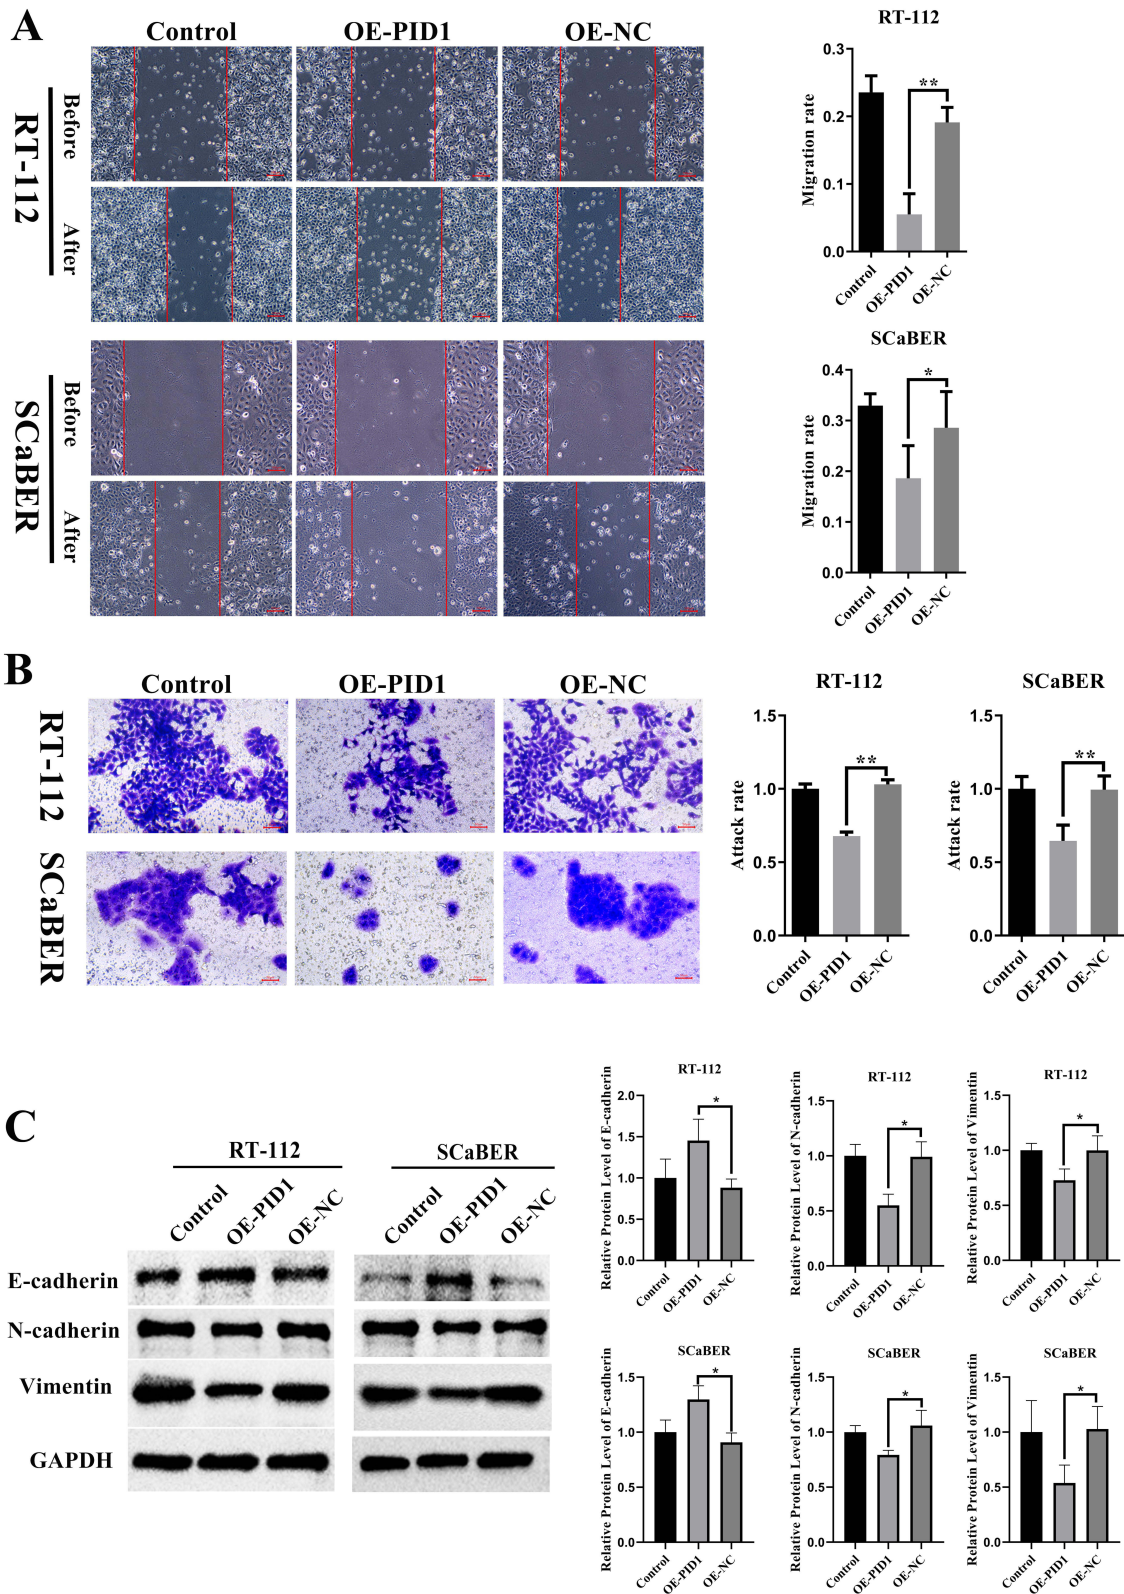 A
Control
OE-PID1
OE-NC
RT-112
Before
After
SCaBER
Before
After
RT-112
Migration rate
0.3
0.2
0.1
0.0
**
Control
OE-PID1
OE-NC
SCaBER
Migration rate
0.4
0.3
0.2
0.1
0.0
*
Control
OE-PID1
OE-NC
B
Control
OE-PID1
OE-NC
RT-112
SCaBER
RT-112
Attack rate
1.5
1.0
0.5
0.0
**
Control
OE-PID1
OE-NC
SCaBER
Attack rate
1.5
1.0
0.5
0.0
**
Control
OE-PID1
OE-NC
C
RT-112
Control
OE-PID1
OE-NC
SCaBER
Control
OE-PID1
OE-NC
E-cadherin
N-cadherin
Vimentin
GAPDH
RT-112
Relative Protein Level of E-cadherin
2.0
1.5
1.0
0.5
0.0
*
Control
OE-PID1
OE-NC
RT-112
Relative Protein Level of N-cadherin
1.5
1.0
0.5
0.0
*
Control
OE-PID1
OE-NC
RT-112
Relative Protein Level of Vimentin
1.5
1.0
0.5
0.0
*
Control
OE-PID1
OE-NC
SCaBER
Relative Protein Level of E-cadherin
1.5
1.0
0.5
0.0
*
Control
OE-PID1
OE-NC
SCaBER
Relative Protein Level of N-cadherin
1.5
1.0
0.5
0.0
*
Control
OE-PID1
OE-NC
SCaBER
Relative Protein Level of Vimentin
1.5
1.0
0.5
0.0
*
Control
OE-PID1
OE-NC